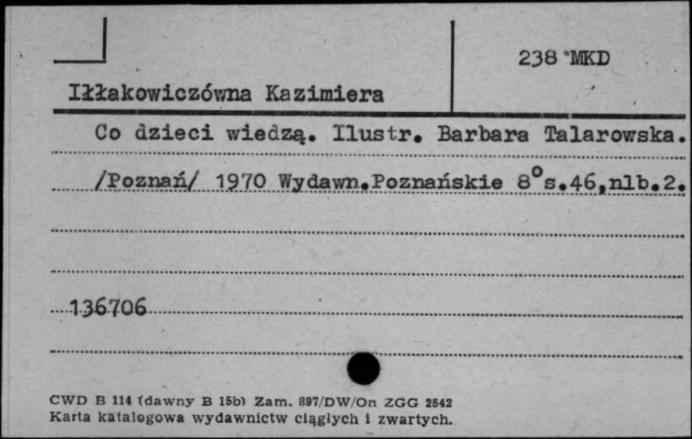 238 MKD
Iłłakowiczówna Kazimiera
Co dzieci wiedzą. Ilustr. Barbara Talarowska.
/Poznań/ 1970 Wydawn.Poznańskie 8° s.46,nlb.2.
136706
CWD B 114 (dawny B 15b) Zam. 897/DW/On ZGG 2542
Karta katalogowa wydawnictw ciągłych i zwartych.